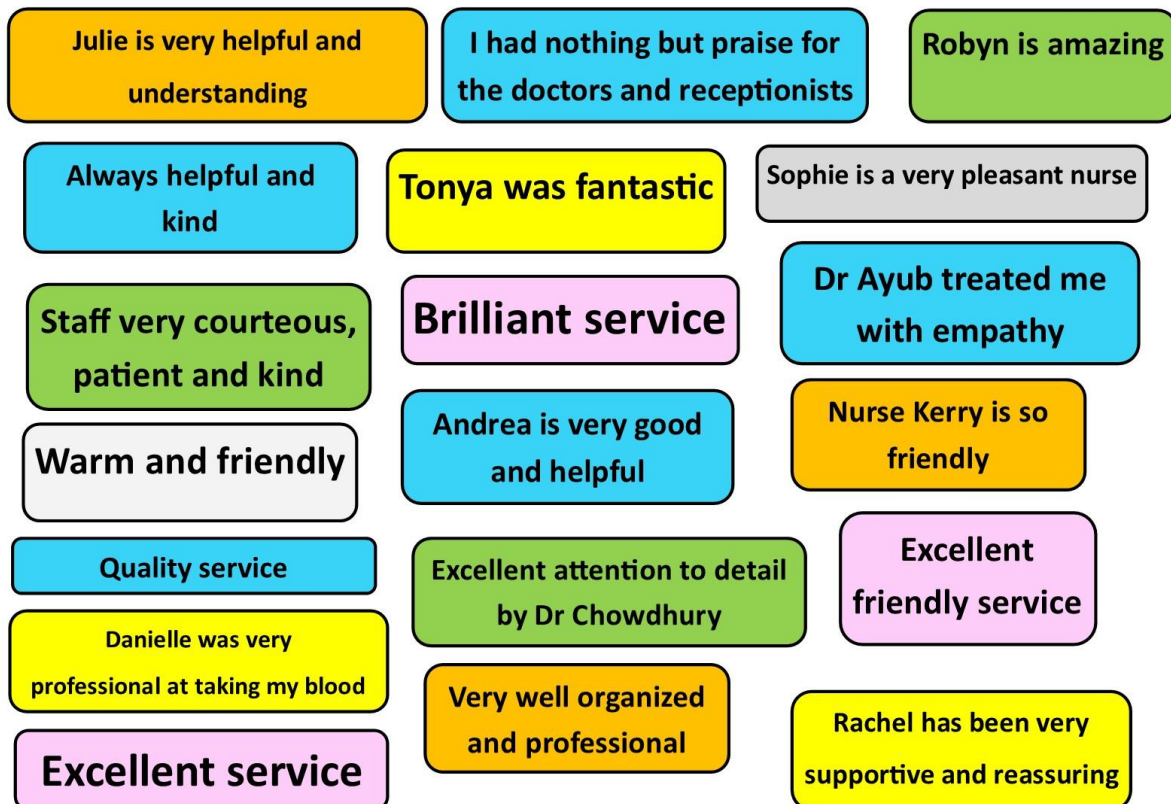 Julie is very helpful and
understanding
I had nothing but praise for
the doctors and receptionists
Robyn is amazing
Always helpful and
kind
Tonya was fantastic
Sophie is a very pleasant nurse
Staff very courteous,
patient and kind
Brilliant service
Dr Ayub treated me
with empathy
Warm and friendly
Andrea is very good
and helpful
Nurse Kerry is so
friendly
Quality service
Excellent attention to detail
by Dr Chowdhury
Excellent
friendly service
Danielle was very
professional at taking my blood
Very well organized
and professional
Rachel has been very
supportive and reassuring
Excellent service